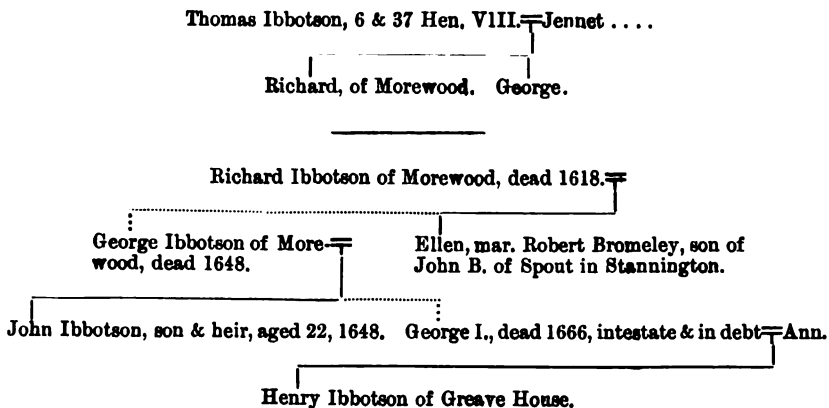 Thomas Ibbotson, 6 & 37 Hen. VIII.=Jennet ....
Richard, of Morewood. George.
Richard Ibbotson of Morewood, dead 1618.=
George Ibbotson of More-=
wood, dead 1648.
Ellen, mar. Robert Bromeley, son of
John B. of Spout in Stannington.
John Ibbotson, son & heir, aged 22, 1648. George I., dead 1666, intestate & in debt=Ann.
Henry Ibbotson of Greave House.